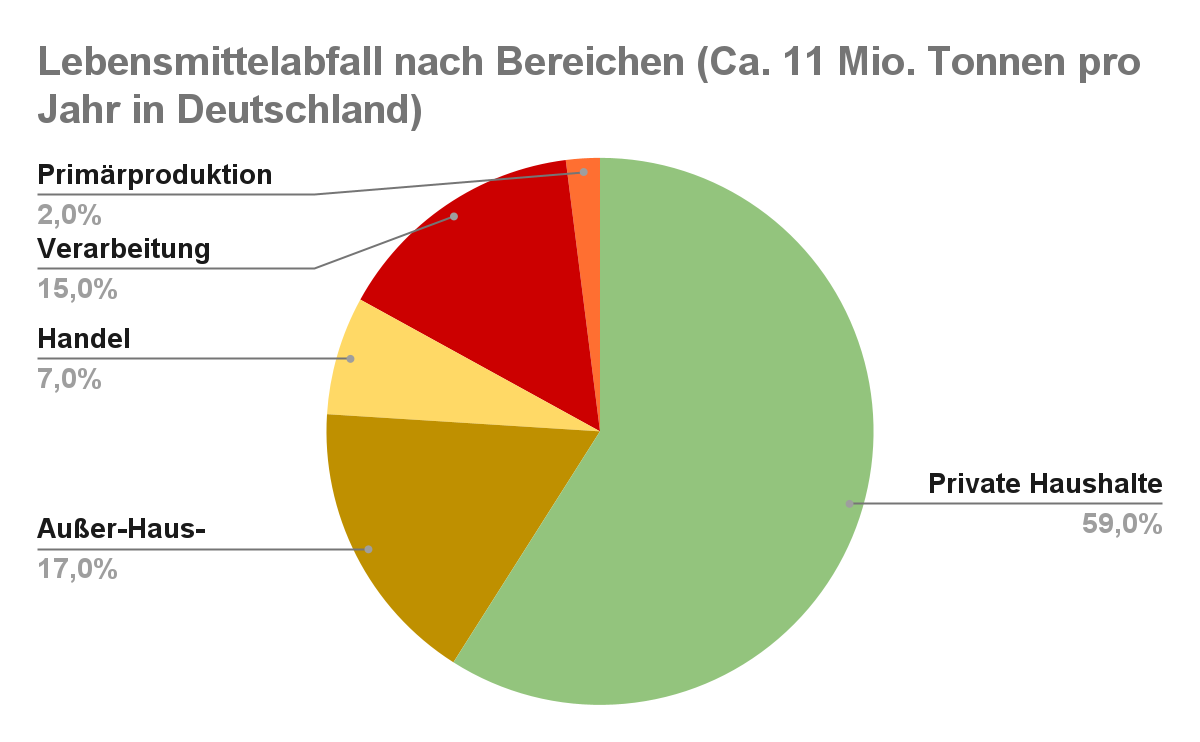 Lebensmittelabfall nach Bereichen (Ca. 11 Mio. Tonnen pro
Jahr in Deutschland)
Primärproduktion
2,0%
Verarbeitung
15,0%
Handel
7,0%
Private Haushalte
59,0%
Außer-Haus-
17,0%